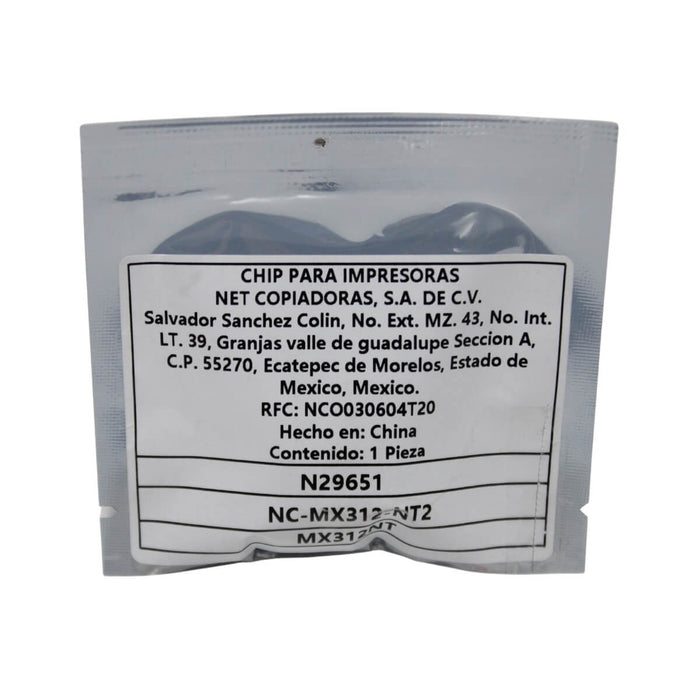 CHIP PARA IMPRESORAS
NET COPIADORAS, S.A. DE C.V.
Salvador Sanchez Colin, No. Ext. MZ. 43, No. Int.
LT. 39, Granjas valle de guadalupe Seccion A,
C.P. 55270, Ecatepec de Morelos, Estado de
Mexico, Mexico.
RFC: NCO030604T20
Hecho en: China
Contenido: 1 Pieza
N29651
NC-MX312-NT2
MX312NT